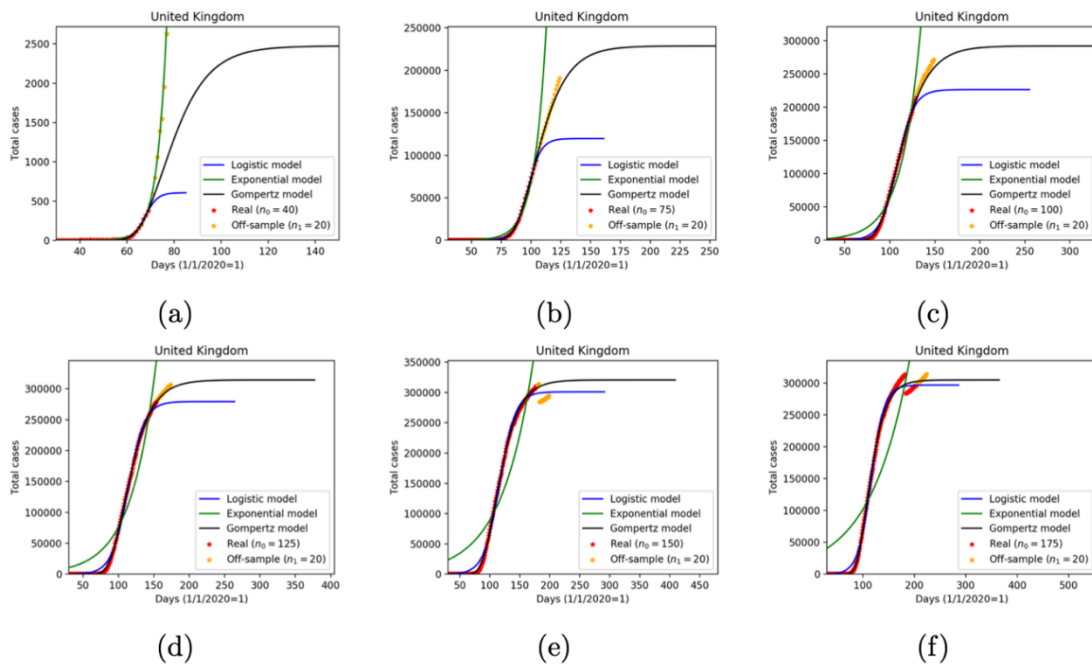 United Kingdom
Total cases
2500
2000
1500
1000
500
0
40 60 80 100 120 140
Days (1/1/2020=1)
Logistic model
Exponential model
Gompertz model
Real (n₀ = 40)
Off-sample (n₁ = 20)
(a)
United Kingdom
Total cases
250000
200000
150000
100000
50000
0
50 75 100 125 150 175 200 225 250
Days (1/1/2020=1)
Logistic model
Exponential model
Gompertz model
Real (n₀ = 75)
Off-sample (n₁ = 20)
(b)
United Kingdom
Total cases
300000
250000
200000
150000
100000
50000
0
50 100 150 200 250 300
Days (1/1/2020=1)
Logistic model
Exponential model
Gompertz model
Real (n₀ = 100)
Off-sample (n₁ = 20)
(c)
United Kingdom
Total cases
300000
250000
200000
150000
100000
50000
0
50 100 150 200 250 300 350 400
Days (1/1/2020=1)
Logistic model
Exponential model
Gompertz model
Real (n₀ = 125)
Off-sample (n₁ = 20)
(d)
United Kingdom
Total cases
350000
300000
250000
200000
150000
100000
50000
0
50 100 150 200 250 300 350 400 450
Days (1/1/2020=1)
Logistic model
Exponential model
Gompertz model
Real (n₀ = 150)
Off-sample (n₁ = 20)
(e)
United Kingdom
Total cases
300000
250000
200000
150000
100000
50000
0
100 200 300 400 500
Days (1/1/2020=1)
Logistic model
Exponential model
Gompertz model
Real (n₀ = 175)
Off-sample (n₁ = 20)
(f)